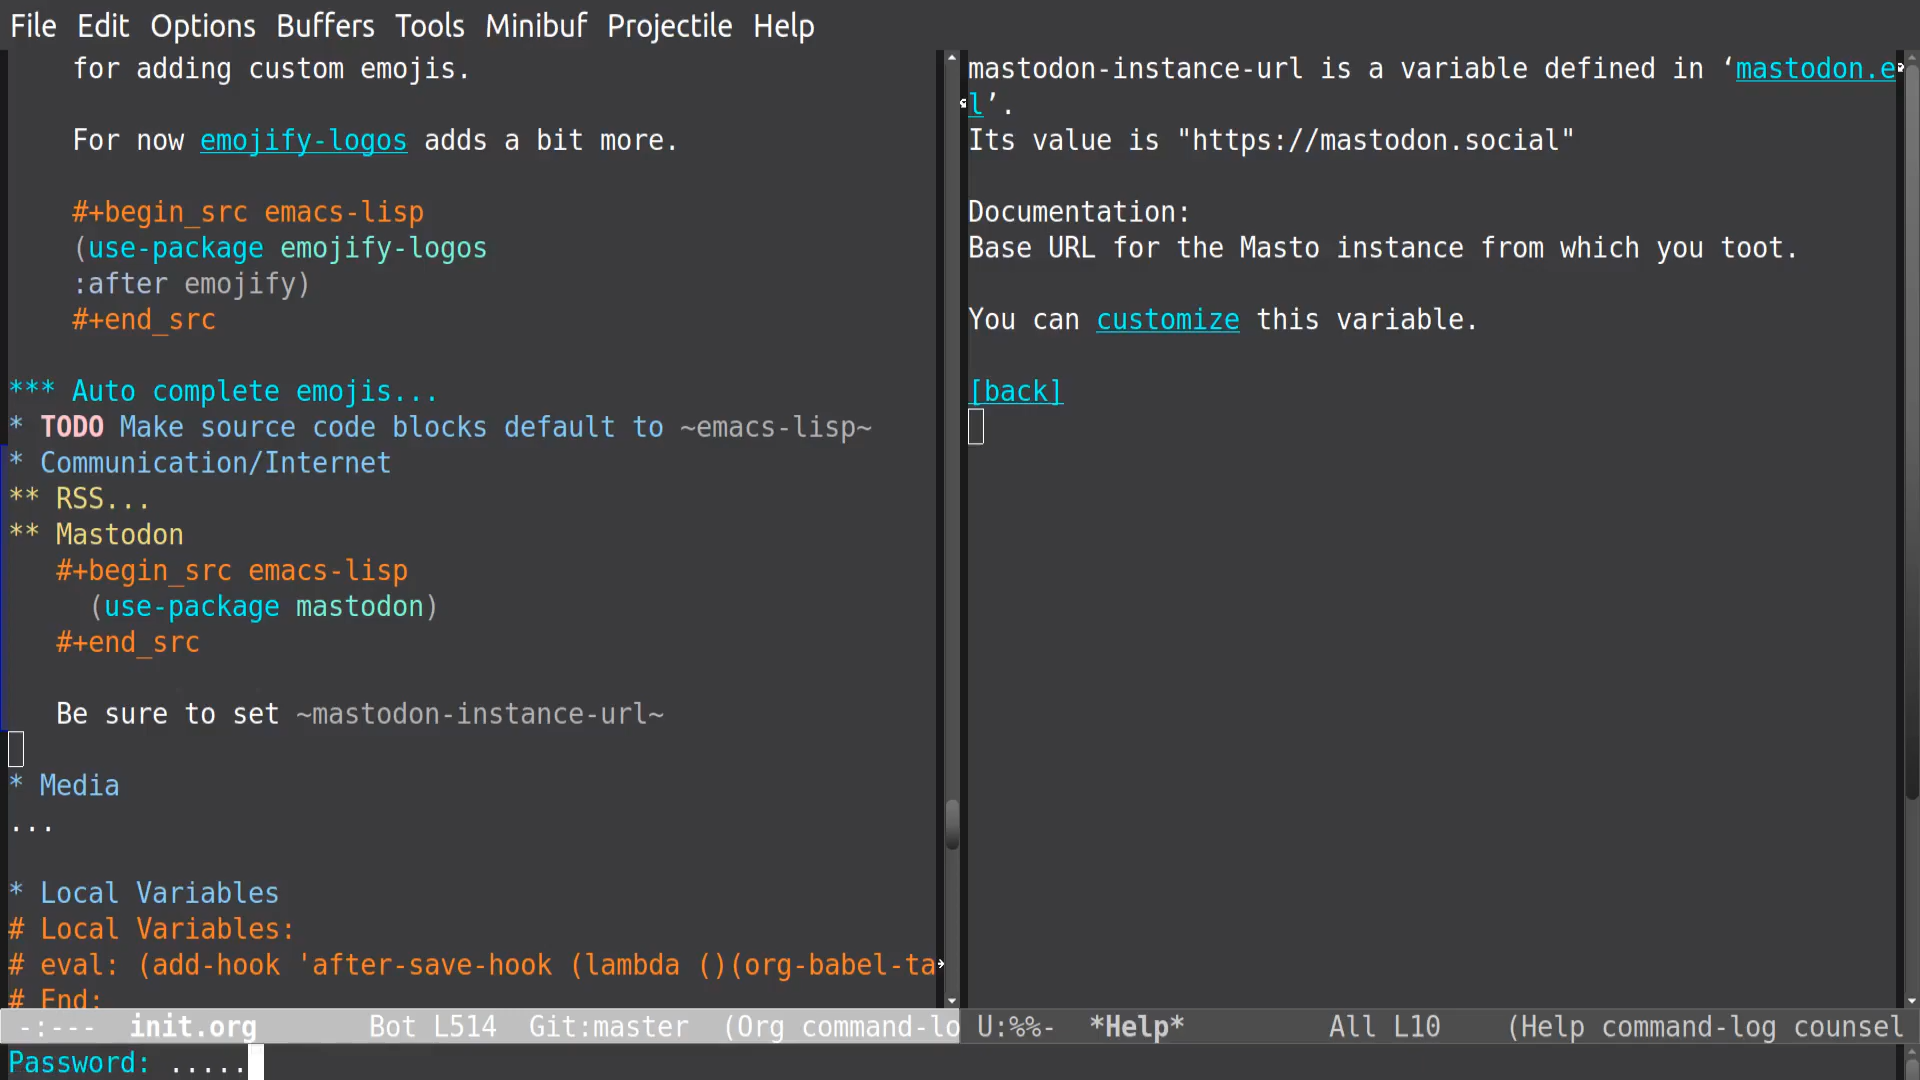 File Edit Options Buffers Tools Minibuf Projectile Help
for adding custom emojis.
For now emojify-logos adds a bit more.
#+begin_src emacs-lisp
(use-package emojify-logos
:after emojify)
#+end_src
*** Auto complete emojis...
* TODO Make source code blocks default to ~emacs-lisp~
* Communication/Internet
** RSS...
** Mastodon
#+begin_src emacs-lisp
(use-package mastodon)
#+end_src
Be sure to set ~mastodon-instance-url~
* Media
...
* Local Variables
# Local Variables:
# eval: (add-hook 'after-save-hook (lambda ()(org-babel-ta
# End:
-:--- init.org Bot L514 Git:master (Org command-lo
mastodon-instance-url is a variable defined in ‘mastodon.e
l’.
Its value is "https://mastodon.social"
Documentation:
Base URL for the Masto instance from which you toot.
You can customize this variable.
[back]
U:%%- *Help* All L10 (Help command-log counsel
Password: .....